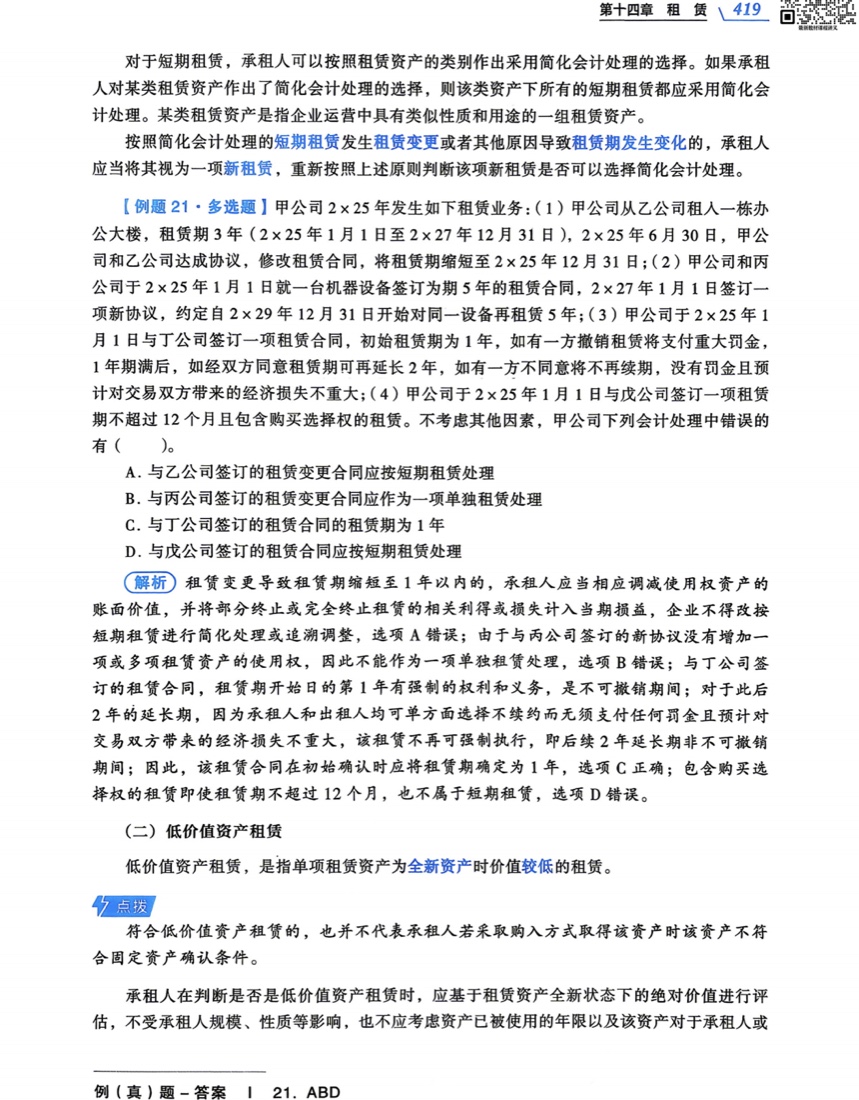 第十四章 租 赁 419
对于短期租赁，承租人可以按照租赁资产的类别作出采用简化会计处理的选择。如果承租
人对某类租赁资产作出了简化会计处理的选择，则该类资产下所有的短期租赁都应采用简化会
计处理。某类租赁资产是指企业运营中具有类似性质和用途的一组租赁资产。
按照简化会计处理的短期租赁发生租赁变更或者其他原因导致租赁期发生变化的，承租人
应当将其视为一项新租赁，重新按照上述原则判断该项新租赁是否可以选择简化会计处理。
【例题 21·多选题】甲公司 2×25 年发生如下租赁业务：（1）甲公司从乙公司租入一栋办
公大楼，租赁期 3 年（2×25 年 1 月 1 日至 2×27 年 12 月 31 日），2×25 年 6 月 30 日，甲公
司和乙公司达成协议，修改租赁合同，将租赁期缩短至 2×25 年 12 月 31 日；（2）甲公司和丙
公司于 2×25 年 1 月 1 日就一台机器设备签订为期 5 年的租赁合同，2×27 年 1 月 1 日签订一
项新协议，约定自 2×29 年 12 月 31 日开始对同一设备再租赁 5 年；（3）甲公司于 2×25 年 1
月 1 日与丁公司签订一项租赁合同，初始租赁期为 1 年，如有一方撤销租赁将支付重大罚金，
1 年期满后，如经双方同意租赁期可再延长 2 年，如有一方不同意将不再续期，没有罚金且预
计对交易双方带来的经济损失不重大；（4）甲公司于 2×25 年 1 月 1 日与戊公司签订一项租赁
期不超过 12 个月且包含购买选择权的租赁。不考虑其他因素，甲公司下列会计处理中错误的
有（　　）。
A. 与乙公司签订的租赁变更合同应按短期租赁处理
B. 与丙公司签订的租赁变更合同应作为一项单独租赁处理
C. 与丁公司签订的租赁合同的租赁期为 1 年
D. 与戊公司签订的租赁合同应按短期租赁处理
解析 租赁变更导致租赁期缩短至 1 年以内的，承租人应当相应调减使用权资产的
账面价值，并将部分终止或完全终止租赁的相关利得或损失计入当期损益，企业不得改按
短期租赁进行简化处理或追溯调整，选项 A 错误；由于与丙公司签订的新协议没有增加一
项或多项租赁资产的使用权，因此不能作为一项单独租赁处理，选项 B 错误；与丁公司签
订的租赁合同，租赁期开始日的第 1 年有强制的权利和义务，是不可撤销期间；对于此后
2 年的延长期，因为承租人和出租人均可单方面选择不续约而无须支付任何罚金且预计对
交易双方带来的经济损失不重大，该租赁不再可强制执行，即后续 2 年延长期非不可撤销
期间；因此，该租赁合同在初始确认时应将租赁期确定为 1 年，选项 C 正确；包含购买选
择权的租赁即使租赁期不超过 12 个月，也不属于短期租赁，选项 D 错误。
（二）低价值资产租赁
低价值资产租赁，是指单项租赁资产为全新资产时价值较低的租赁。
点拨
符合低价值资产租赁的，也并不代表承租人若采取购入方式取得该资产时该资产不符
合固定资产确认条件。
承租人在判断是否是低价值资产租赁时，应基于租赁资产全新状态下的绝对价值进行评
估，不受承租人规模、性质等影响，也不应考虑资产已被使用的年限以及该资产对于承租人或
例（真）题－答案 | 21. ABD